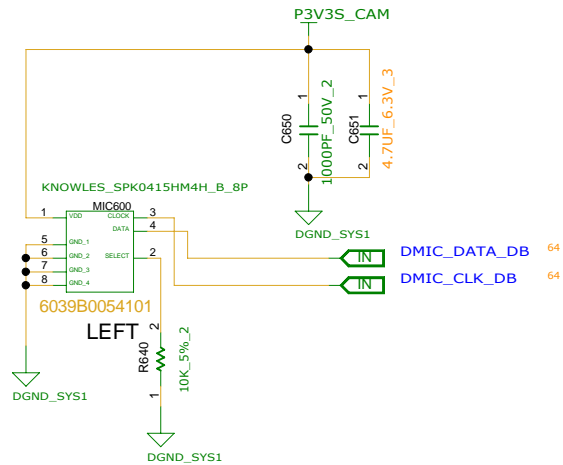 P3V3S_CAM
1
1
C650
1000PF_50V_2
C651
4.7UF_6.3V_3
2
2
DGND_SYS1
KNOWLES_SPK0415HM4H_B_8P
MIC600
1 VDD CLOCK 3
DATA 4
5 GND_1
6 GND_2 SELECT 2
7 GND_3
8 GND_4
IN DMIC_DATA_DB 64
IN DMIC_CLK_DB 64
6039B0054101
LEFT
2
R640
10K_5%_2
1
DGND_SYS1
DGND_SYS1